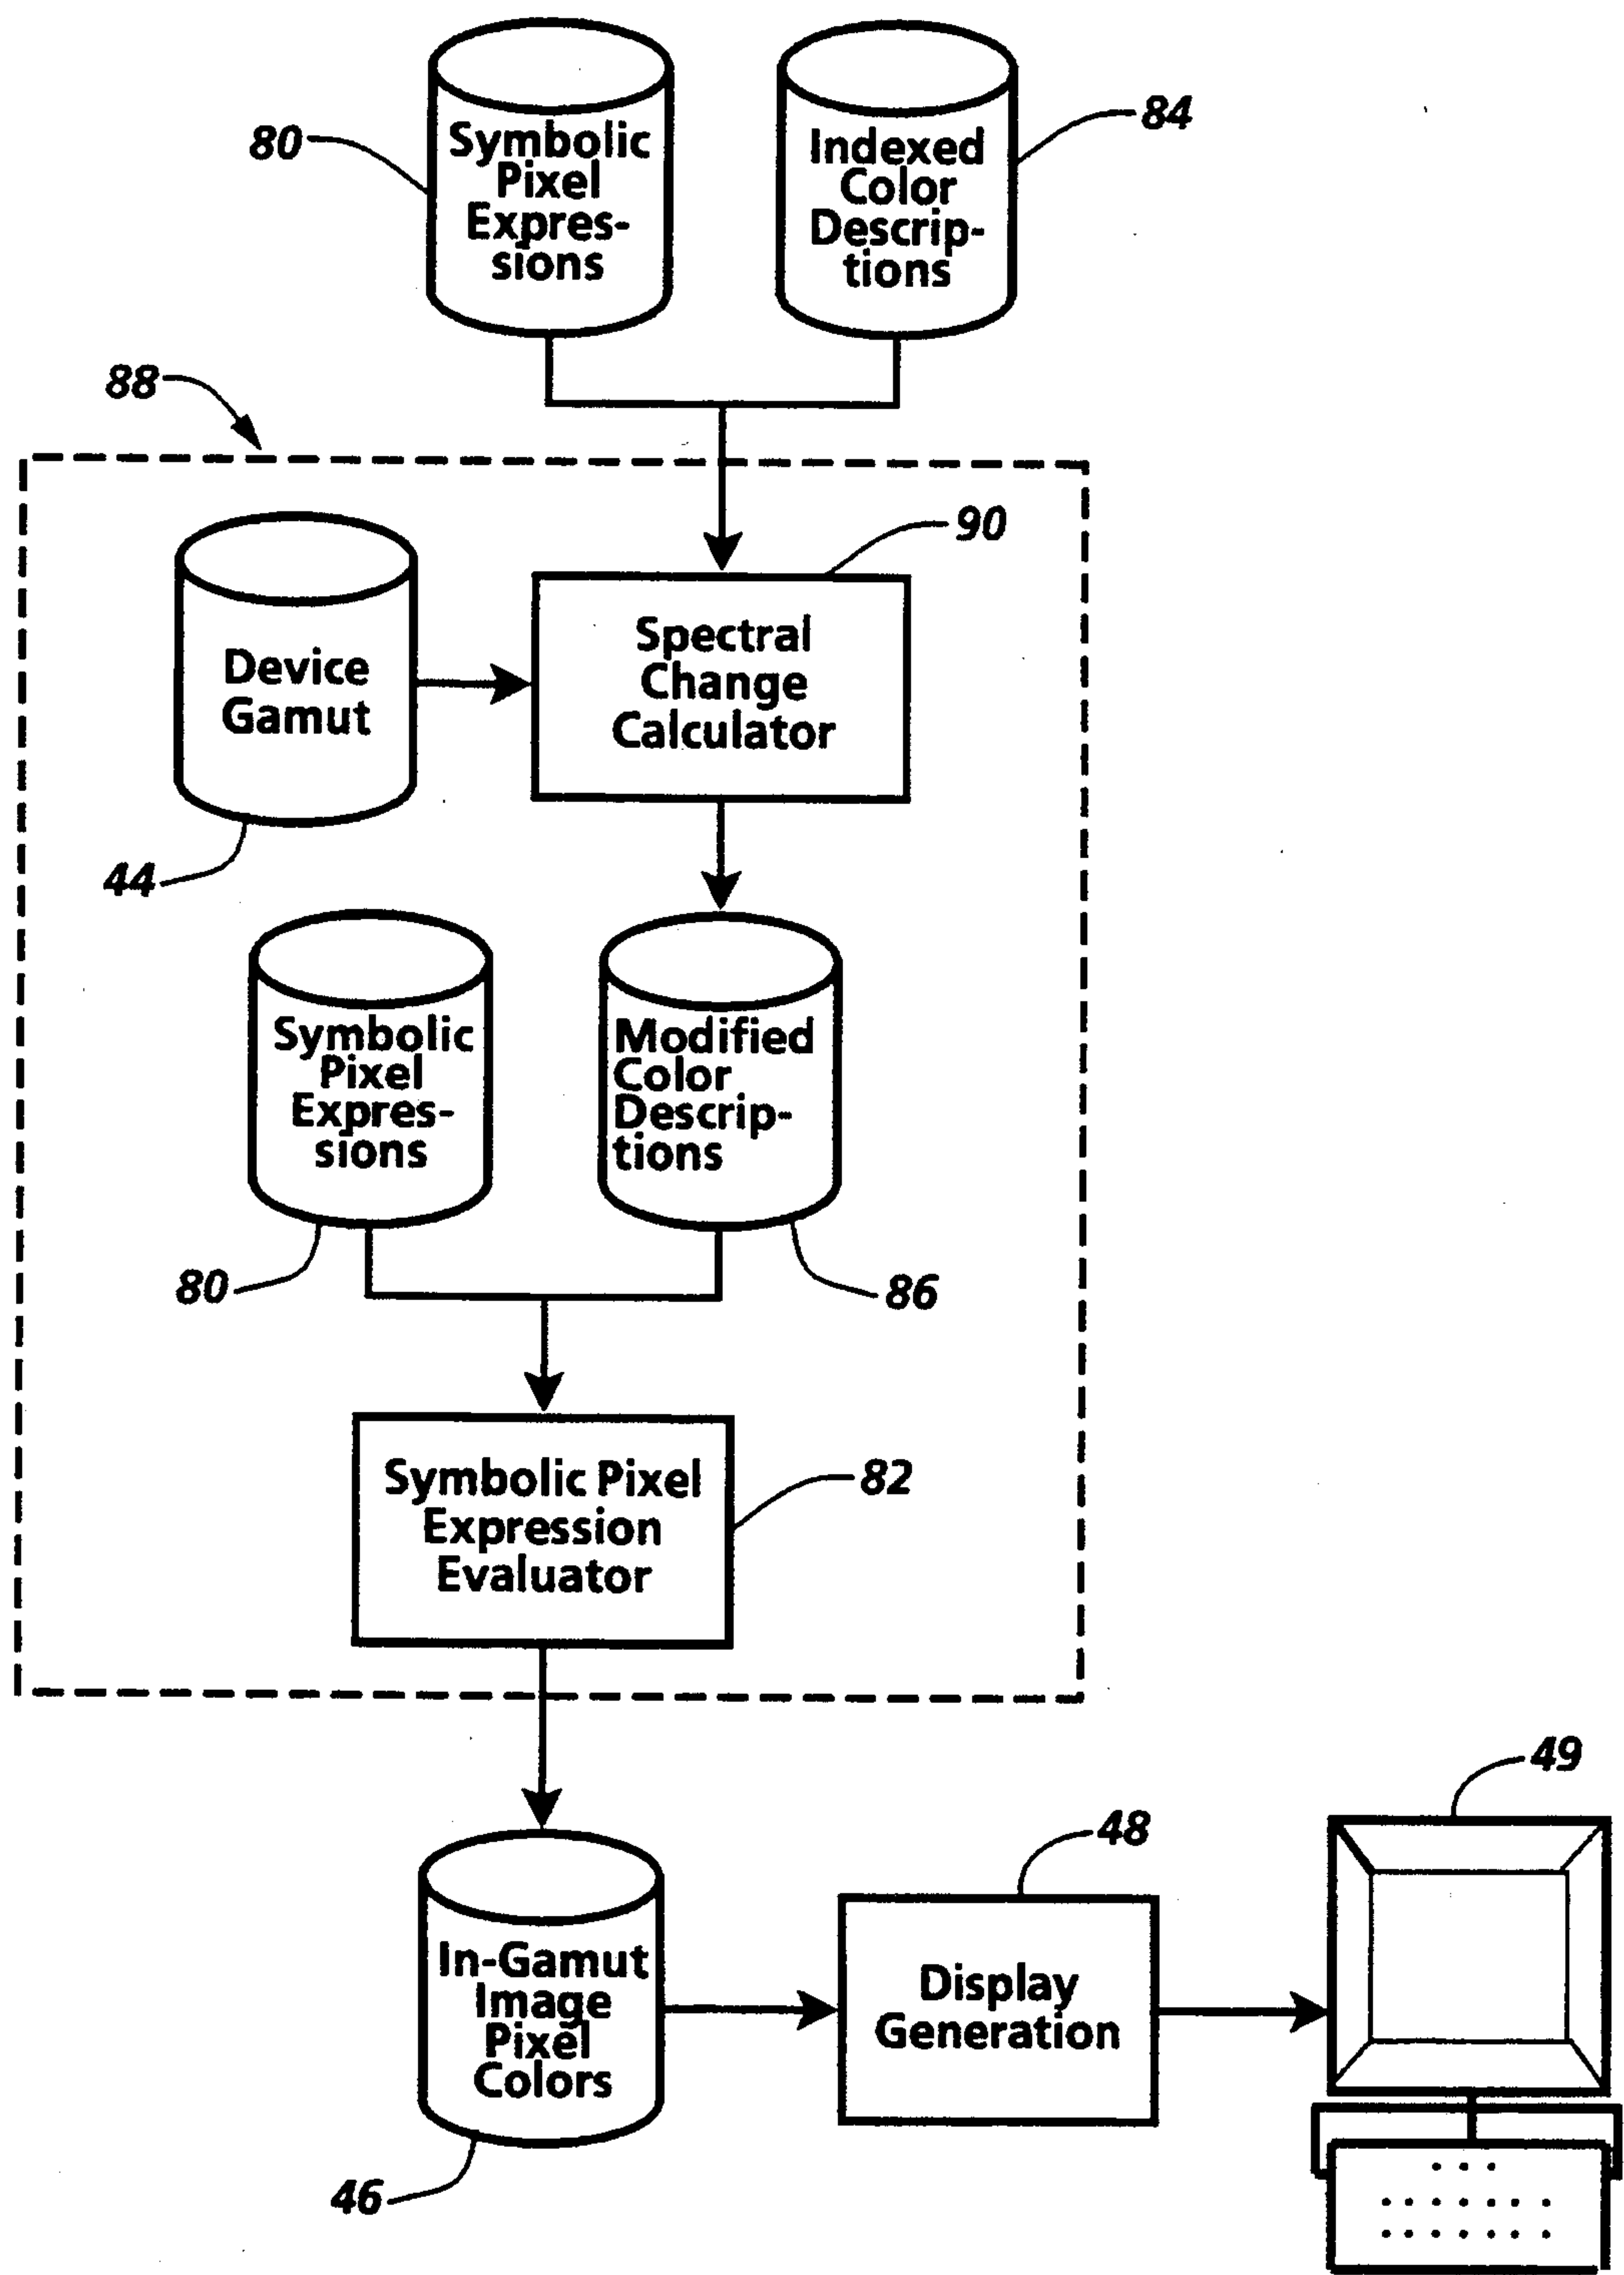 80
Symbolic
Pixel
Expres-
sions
Indexed
Color
Descrip-
tions
84
88
90
Device
Gamut
Spectral
Change
Calculator
44
Symbolic
Pixel
Expres-
sions
Modified
Color
Descrip-
tions
80
86
Symbolic Pixel
Expression
Evaluator
82
49
48
In-Gamut
Image
Pixel
Colors
Display
Generation
46